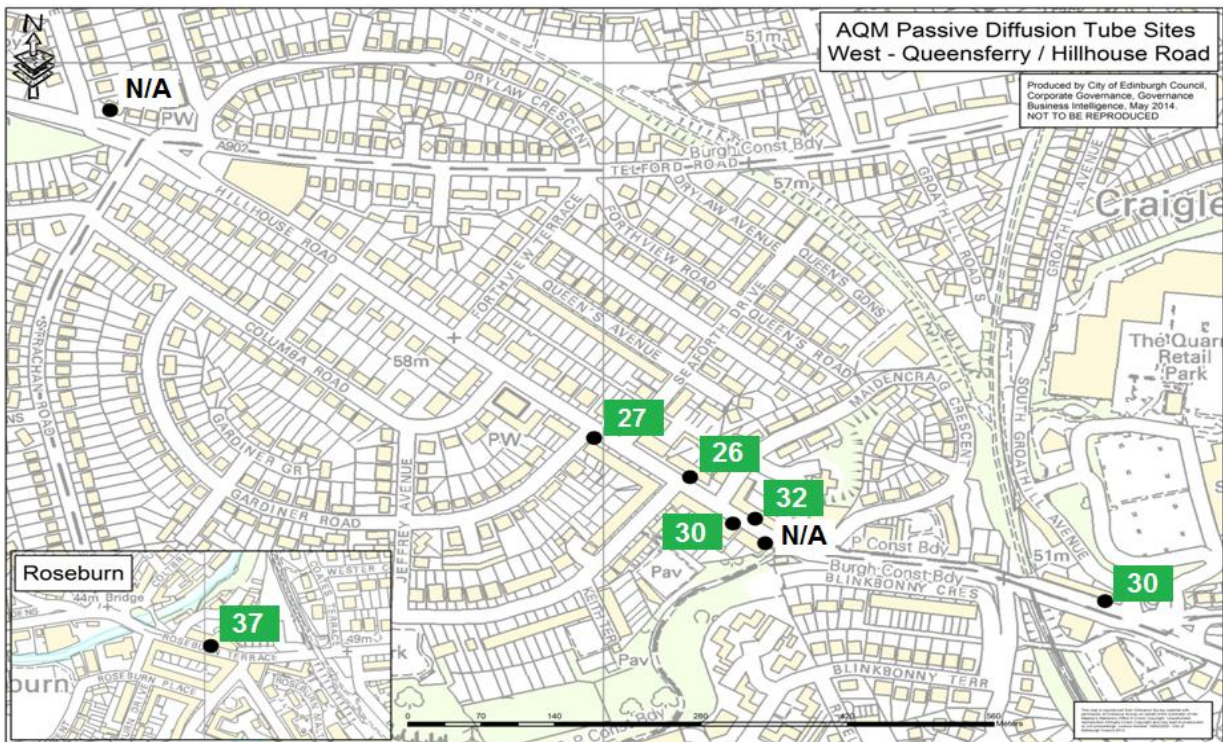 N
AQM Passive Diffusion Tube Sites
West - Queensferry / Hillhouse Road
51m
Produced by City of Edinburgh Council,
Corporate Governance, Governance
Business Intelligence, May 2014.
NOT TO BE REPRODUCED
N/A
PW
DRYLAW CRESCENT
A902
Burgh Const Bdy
TELFORD ROAD
57m
HILLHOUSE ROAD
FORTHVIEW TERRACE
FORTHVIEW ROAD
DRYLAW AVENUE
QUEEN'S GDNS
GROATHILL ROAD S
GROATHILL AVENUE
Craigle
QUEEN'S AVENUE
SEAFORTH DRIVE
QUEEN'S ROAD
The Quarr
Retail
Park
STRACHAN ROAD
COLUMBA ROAD
58m
MAIDENCRAIG
CRESCENT
SOUTH GROATHILL AVENUE
PW
27
26
32
30
N/A
GARDINER GR
GARDINER ROAD
JEFFREY AVENUE
P Const Bdy
Burgh Const Bdy
BLINKBONNY CRES
51m
30
Pav
KEITH TER
Pav
BLINKBONNY TERR
Roseburn
44m Bridge
WESTER C
COATES TERRACE
37
49m
ROSEBURN TERRACE
ROSEBURN PLACE
burn
0
70
140
280
420
560
Meters